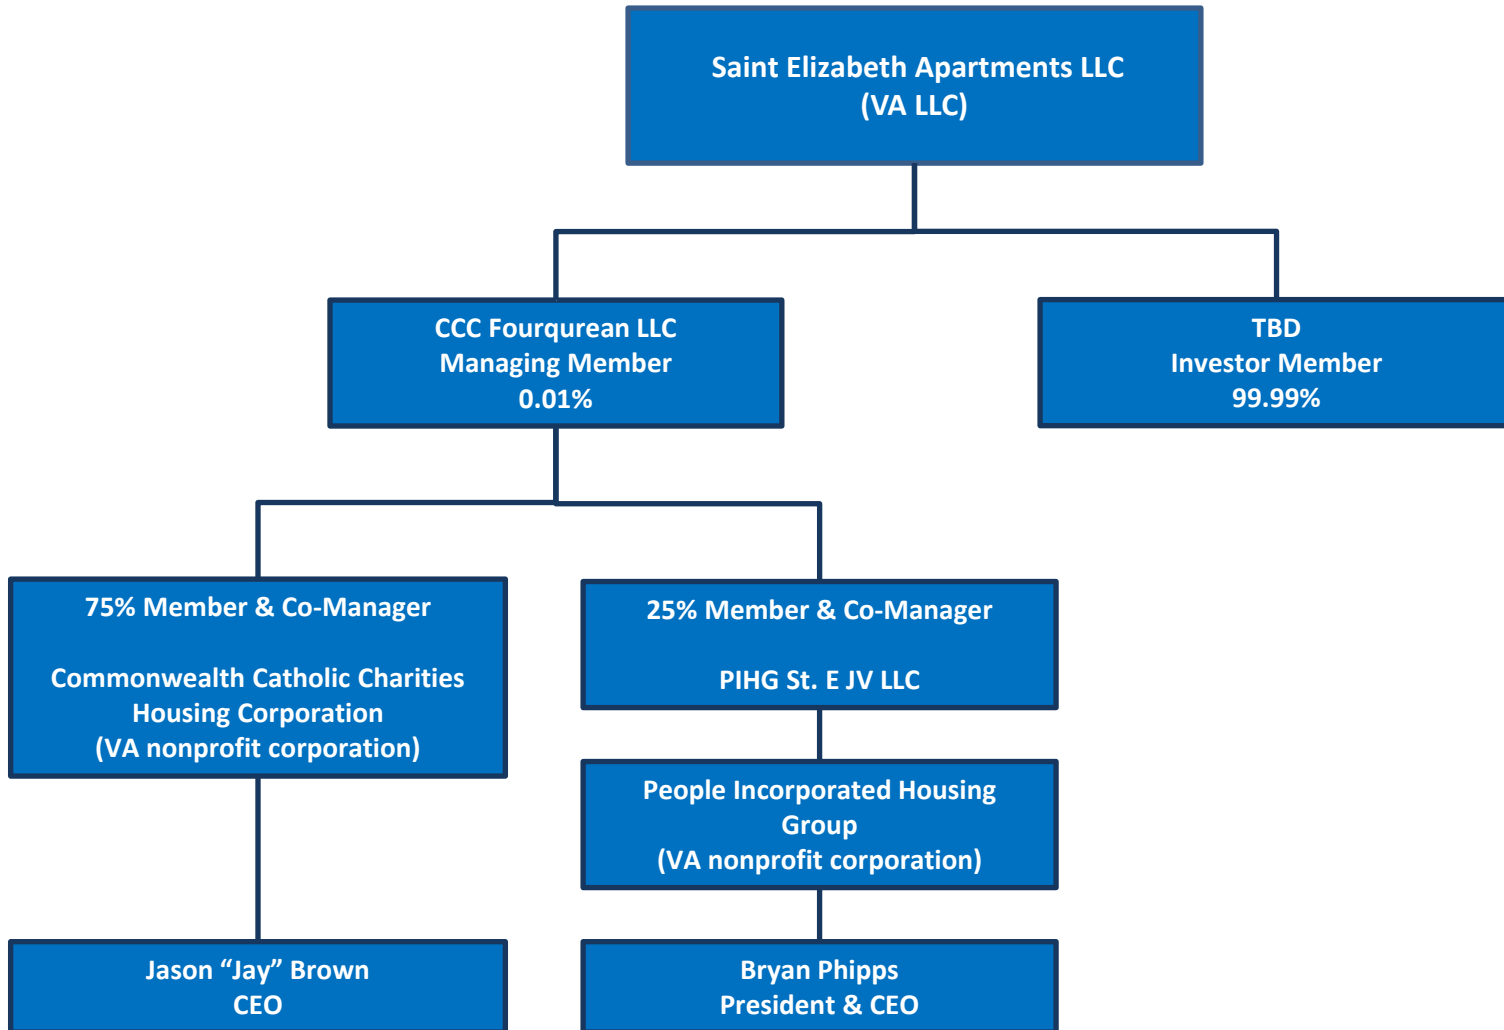 Saint Elizabeth Apartments LLC
(VA LLC)
CCC Fourqurean LLC
Managing Member
0.01%
TBD
Investor Member
99.99%
75% Member & Co-Manager
Commonwealth Catholic Charities
Housing Corporation
(VA nonprofit corporation)
25% Member & Co-Manager
PIHG St. E JV LLC
People Incorporated Housing
Group
(VA nonprofit corporation)
Jason “Jay” Brown
CEO
Bryan Phipps
President & CEO